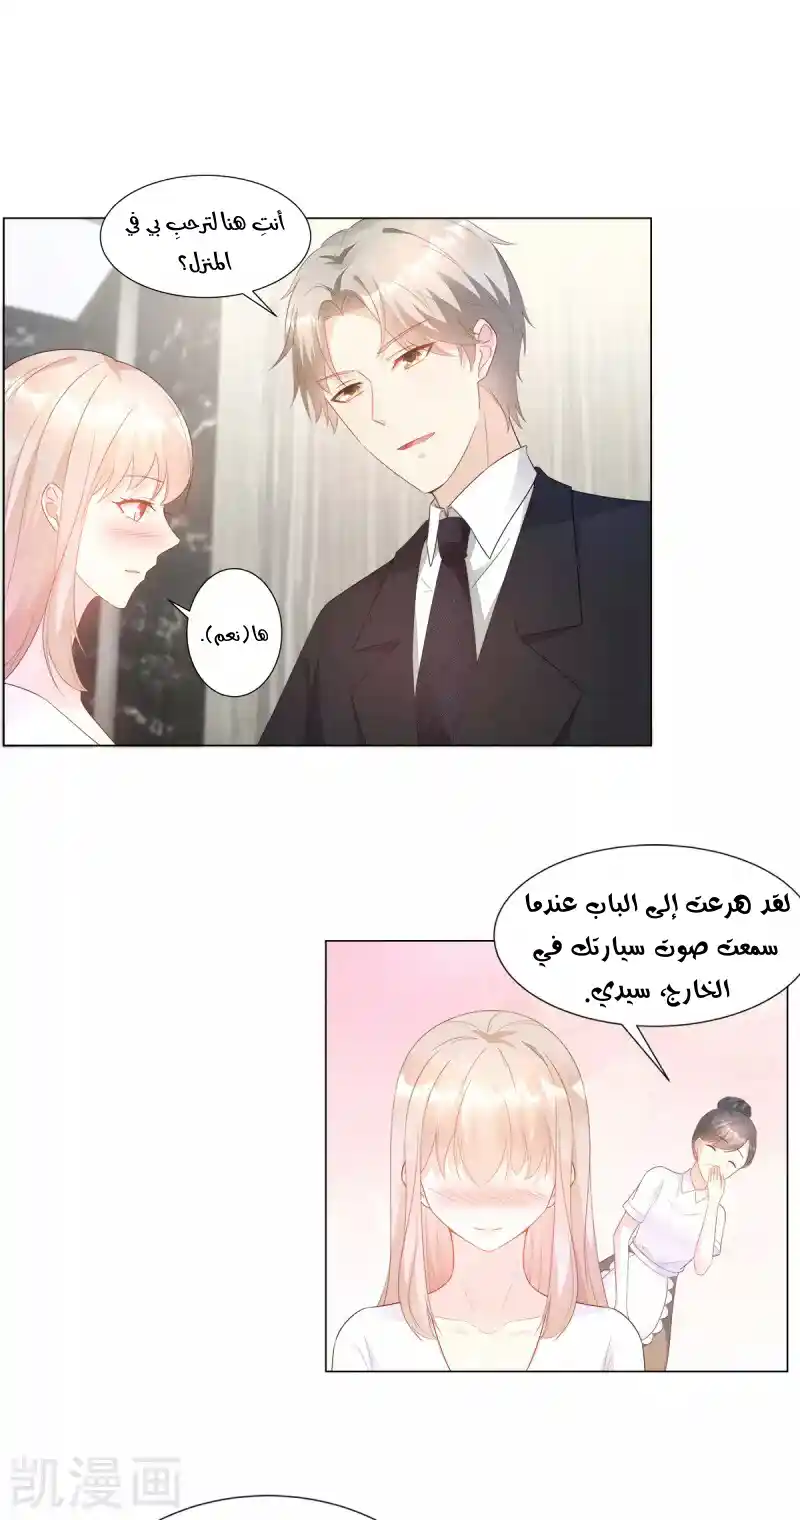 أنتِ هنا لترحبِ بي في
المنزل؟
ها(نعم).
لقد هرعت إلى الباب عندما
سمعت صوت سيارتك في
الخارج، سيدي.
凯漫画